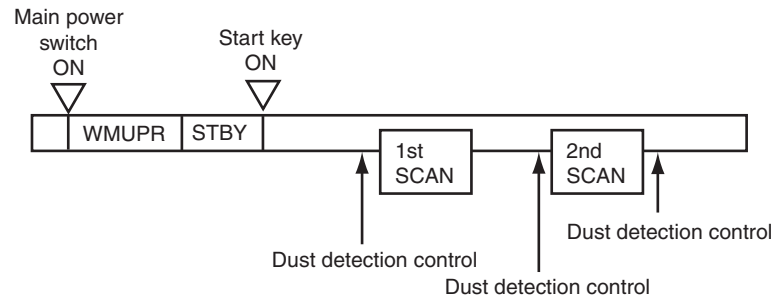 Main power
switch
ON
Start key
ON
WMUPR
STBY
1st
SCAN
2nd
SCAN
Dust detection control
Dust detection control
Dust detection control